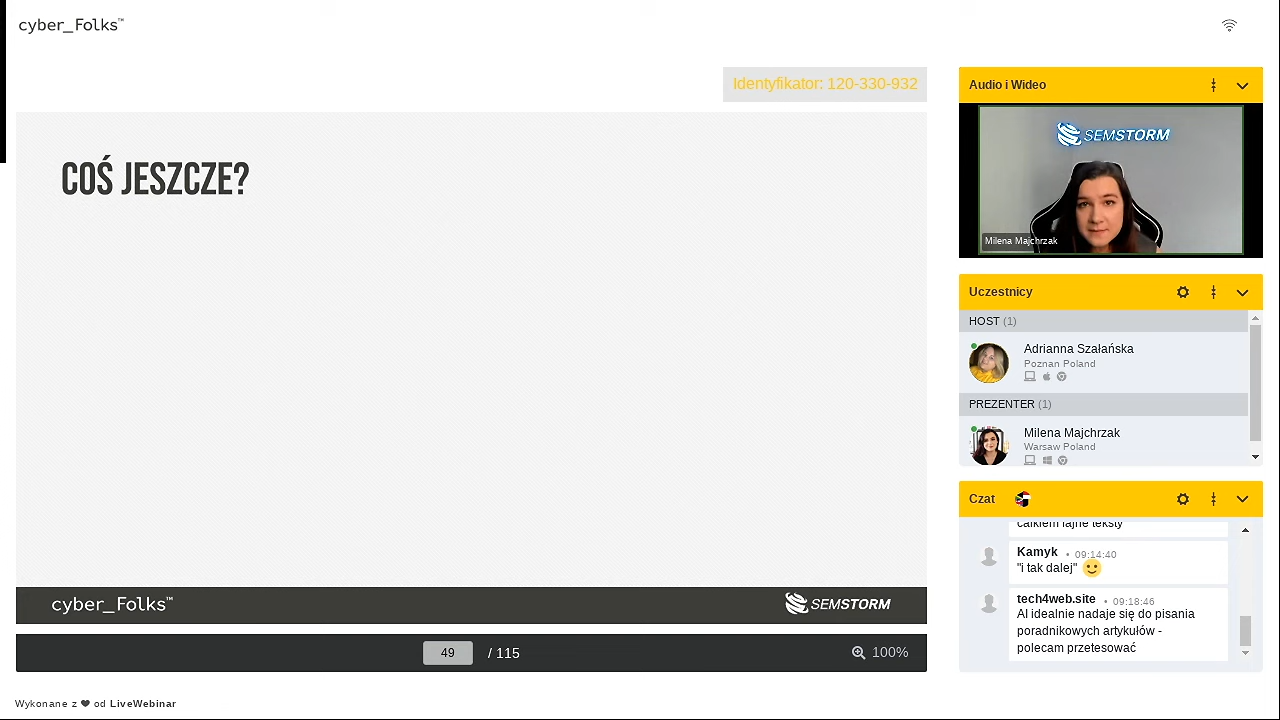 cyber_Folks™
Identyfikator: 120-330-932
COŚ JESZCZE?
cyber_Folks™
SEMSTORM
49 / 115
100%
Wykonane z ❤ od LiveWebinar
Audio i Wideo
SEMSTORM
Milena Majchrzak
Uczestnicy
HOST (1)
Adrianna Szałańska
Poznan Poland
PREZENTER (1)
Milena Majchrzak
Warsaw Poland
Czat
całkiem fajne teksty
Kamyk • 09:14:40
"i tak dalej" 🙂
tech4web.site • 09:18:46
AI idealnie nadaje się do pisania
poradnikowych artykułów -
polecam przetesować